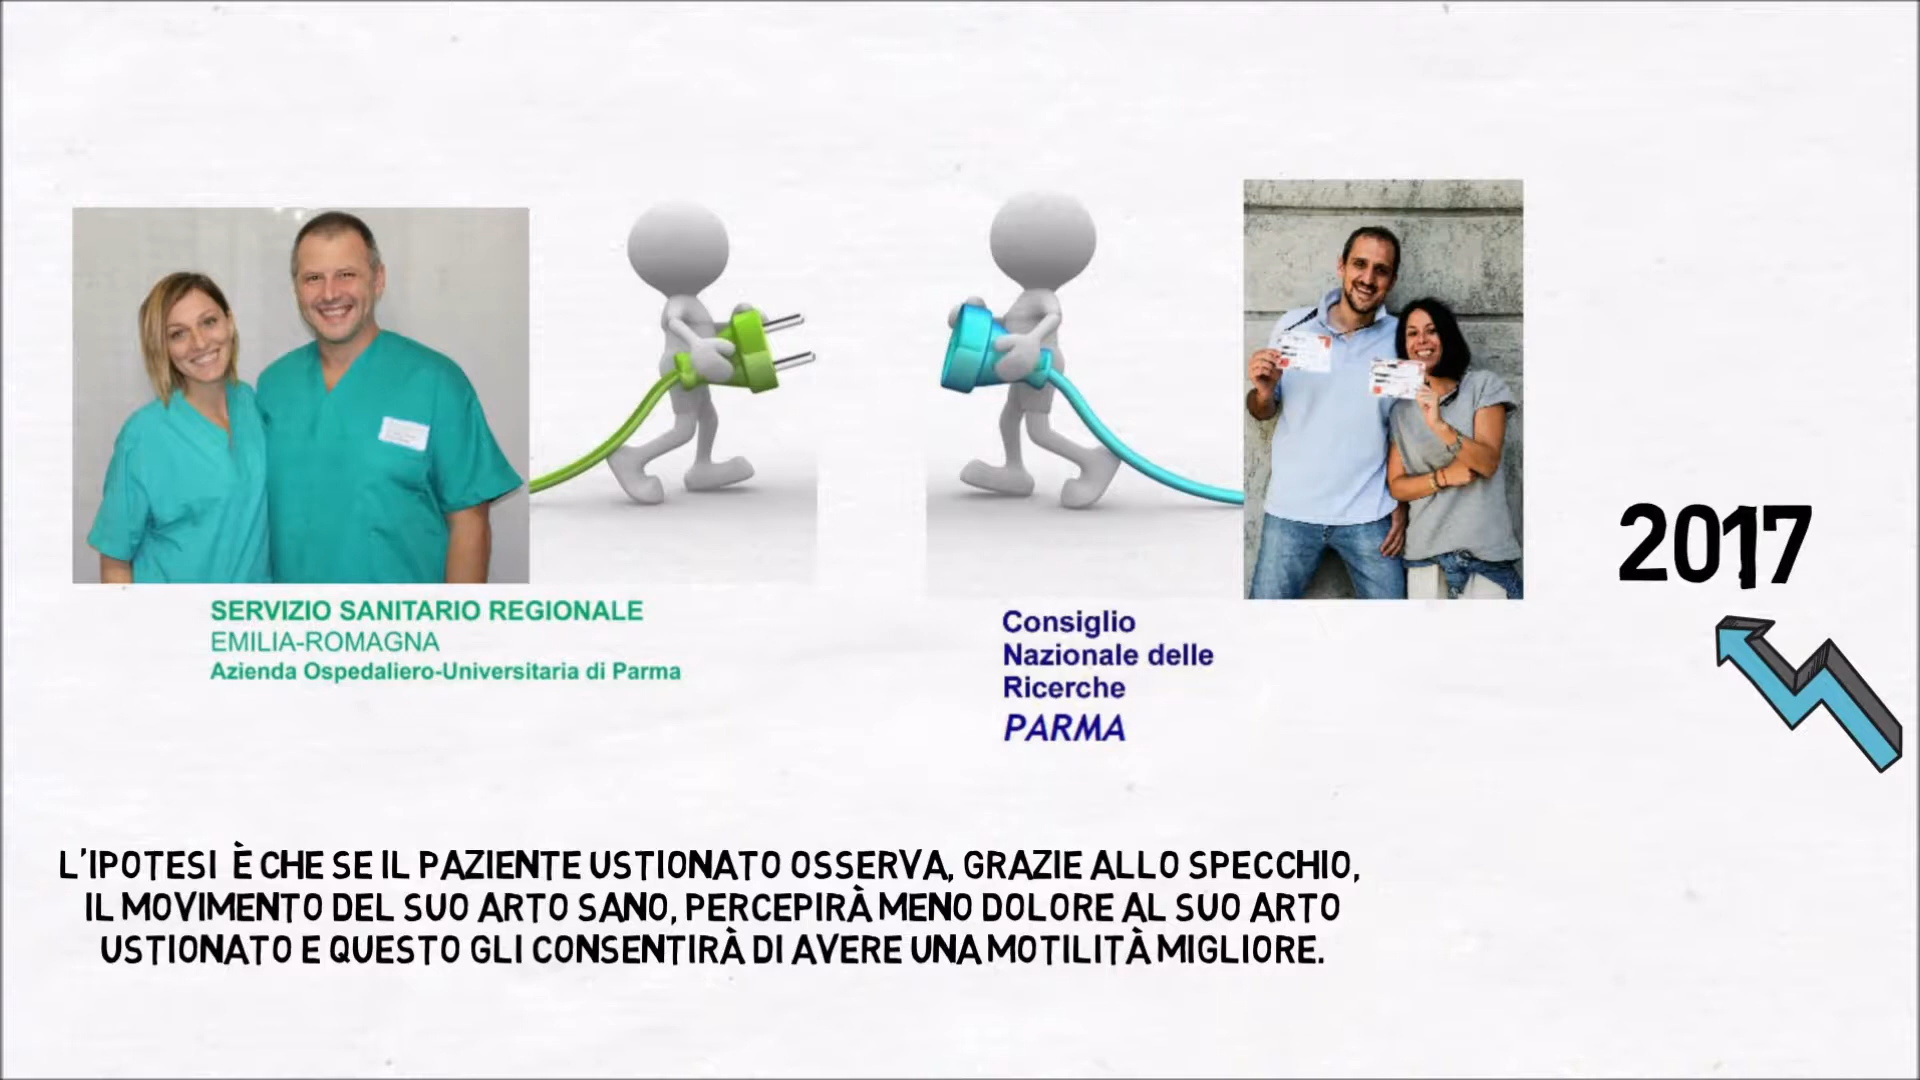 2017
SERVIZIO SANITARIO REGIONALE
EMILIA-ROMAGNA
Azienda Ospedaliero-Universitaria di Parma
Consiglio
Nazionale delle
Ricerche
PARMA
L'IPOTESI È CHE SE IL PAZIENTE USTIONATO OSSERVA, GRAZIE ALLO SPECCHIO,
IL MOVIMENTO DEL SUO ARTO SANO, PERCEPIRÀ MENO DOLORE AL SUO ARTO
USTIONATO E QUESTO GLI CONSENTIRÀ DI AVERE UNA MOTILITÀ MIGLIORE.